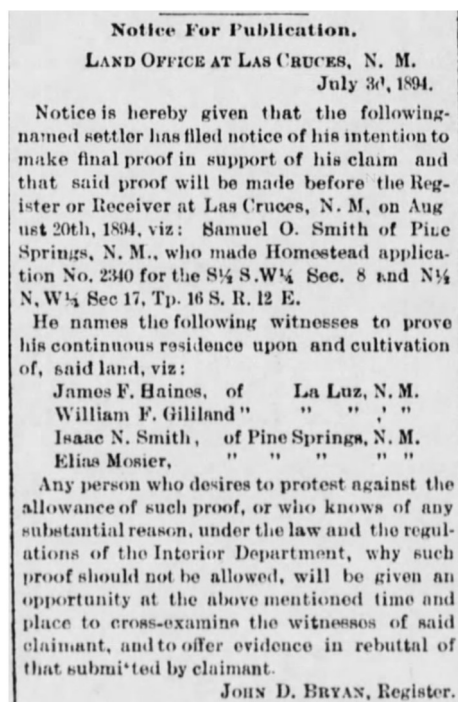 Notice For Publication.
LAND OFFICE AT LAS CRUCES, N. M.
July 3d, 1894.
Notice is hereby given that the following-
named settler has filed notice of his intention to
make final proof in support of his claim and
that said proof will be made before the Reg-
ister or Receiver at Las Cruces, N. M, on Aug
ust 20th, 1894, viz: Samuel O. Smith of Pine
Springs, N. M., who made Homestead applica-
tion No. 2340 for the S½ S.W¼ Sec. 8 and N½
N, W¼ Sec 17, Tp. 16 S. R. 12 E.
He names the following witnesses to prove
his continuous residence upon and cultivation
of, said land, viz:
James F. Haines, of La Luz, N. M.
William F. Gililand " " " , "
Isaac N. Smith, of Pine Springs, N. M.
Elias Mosier, " " " " "
Any person who desires to protest against the
allowance of such proof, or who knows of any
substantial reason, under the law and the regul-
ations of the Interior Department, why such
proof should not be allowed, will be given an
opportunity at the above mentioned time and
place to cross-examine the witnesses of said
claimant, and to offer evidence in rebuttal of
that submitted by claimant.
JOHN D. BRYAN, Register.